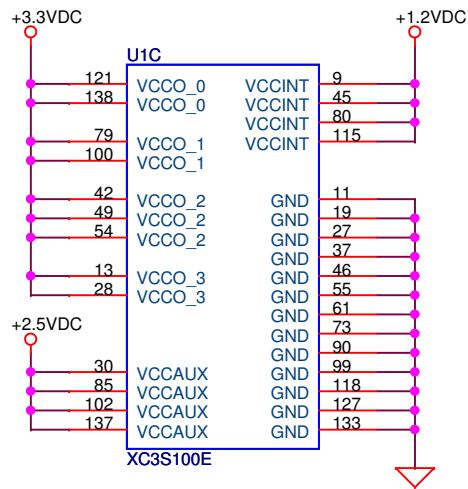 +3.3VDC +1.2VDC
U1C
121 VCCO_0 VCCINT 9
138 VCCO_0 VCCINT 45
VCCINT 80
79 VCCO_1 VCCINT 115
100 VCCO_1
42 VCCO_2 GND 11
49 VCCO_2 GND 19
54 VCCO_2 GND 27
GND 37
13 VCCO_3 GND 46
28 VCCO_3 GND 55
GND 61
+2.5VDC GND 73
GND 90
30 VCCAUX GND 99
85 VCCAUX GND 118
102 VCCAUX GND 127
137 VCCAUX GND 133
XC3S100E